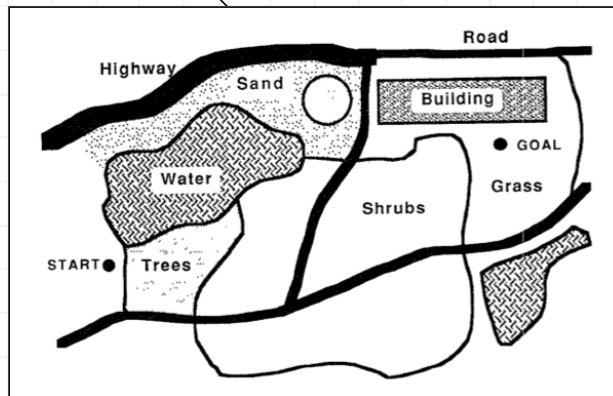 Road
Highway
Sand
Building
GOAL
Water
Grass
Shrubs
START
Trees